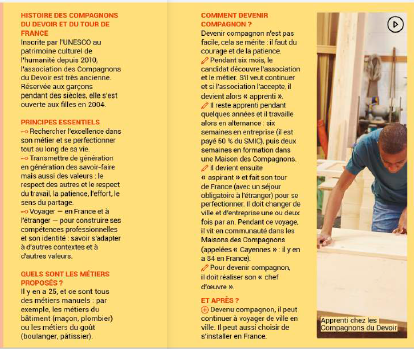 HISTOIRE DES COMPAGNONS
DU DEVOIR ET DU TOUR DE
FRANCE
Inscrite par l'UNESCO au
patrimoine culturel de
l'humanité depuis 2010,
l'association des Compagnons
du Devoir est très ancienne.
Réservée aux garçons
pendant des siècles, elle s'est
ouverte aux filles en 2004.
PRINCIPES ESSENTIELS
Rechercher l'excellence dans
son métier et se perfectionner
tout au long de sa vie.
Transmettre de génération
en génération des savoir-faire
mais aussi des valeurs : le
respect des autres et le respect
du travail, la patience, l'effort, le
sens du partage.
Voyager — en France et à
l'étranger — pour construire ses
compétences professionnelles
et son identité : savoir s'adapter
à d'autres contextes et à
d'autres valeurs.
QUELS SONT LES MÉTIERS
PROPOSÉS ?
Il y en a 25, et ce sont tous
des métiers manuels : par
exemple, les métiers du
bâtiment (maçon, plombier)
ou les métiers du goût
(boulanger, pâtissier).
COMMENT DEVENIR
COMPAGNON ?
Devenir compagnon n'est pas
facile, cela se mérite : il faut du
courage et de la patience.
Pendant six mois, le
candidat découvre l'association
et le métier. S'il veut continuer
et si l'association l'accepte, il
devient alors « apprenti ».
Il reste apprenti pendant
quelques années et il travaille
alors en alternance : six
semaines en entreprise (il est
payé 50 % du SMIC), puis deux
semaines en formation dans
une Maison des Compagnons.
Il devient ensuite
« aspirant » et fait son tour
de France (avec un séjour
obligatoire à l'étranger) pour se
perfectionner. Il doit changer de
ville et d'entreprise une ou deux
fois par an. Pendant ce voyage,
il vit en communauté dans les
Maisons des Compagnons
(appelées « Cayennes » : il y en
a 84 en France).
Pour devenir compagnon,
il doit réaliser son « chef
d'œuvre ».
ET APRÈS ?
Devenu compagnon, il peut
continuer à voyager de ville en
ville. Il peut aussi choisir de
s'installer en France.
Apprenti chez les
Compagnons du Devoir